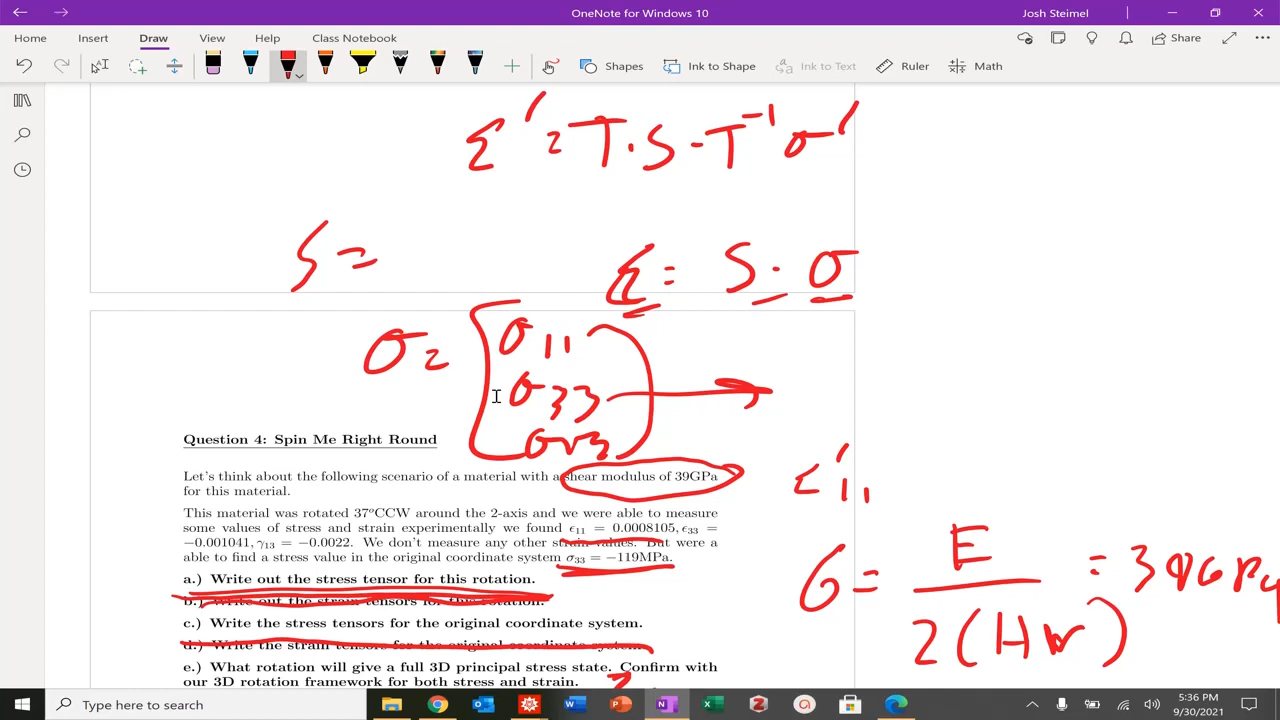 OneNote for Windows 10
Josh Steimel
Home Insert Draw View Help Class Notebook
Share
Shapes
Ink to Shape
Ink to Text
Ruler
Math
Σ' = T·S·T⁻¹ σ'
S =
Σ = S · σ
σ = [σ11
σ33
Question 4: Spin Me Right Round
Let's think about the following scenario of a material with a shear modulus of 39GPa
for this material.
ε'11
This material was rotated 37°CCW around the 2-axis and we were able to measure
some values of stress and strain experimentally we found ϵ11 = 0.0008105, ϵ33 =
−0.001041, γ13 = −0.0022. We don't measure any other strain values. But were a
able to find a stress value in the original coordinate system σ33 = −119MPa.
a.) Write out the stress tensor for this rotation.
b.) Write out the strain tensors for this rotation.
c.) Write the stress tensors for the original coordinate system.
d.) Write the strain tensors for the original coordinate system.
e.) What rotation will give a full 3D principal stress state. Confirm with
our 3D rotation framework for both stress and strain.
G = E
2(1+ν)
Type here to search
5:36 PM
9/30/2021